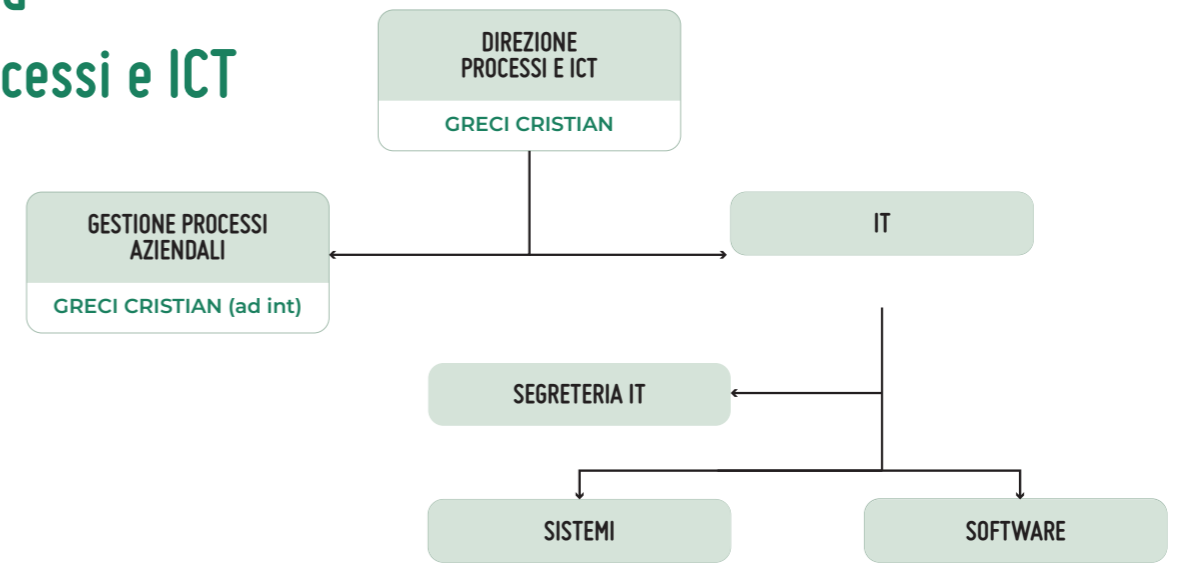 cessi e ICT
DIREZIONE
PROCESSI E ICT
GRECI CRISTIAN
GESTIONE PROCESSI
AZIENDALI
GRECI CRISTIAN (ad int)
IT
SEGRETERIA IT
SISTEMI
SOFTWARE